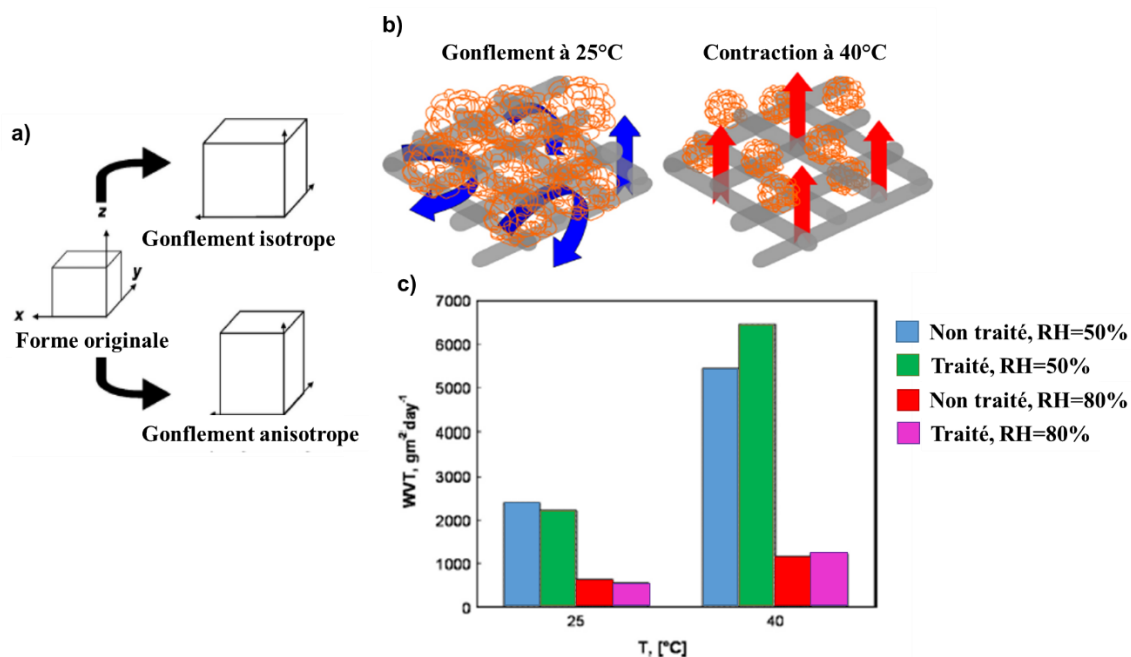 a)
z
y
x
Gonflement isotrope
Forme originale
Gonflement anisotrope
b)
Gonflement à 25°C
Contraction à 40°C
c)
7000
6000
5000
4000
3000
2000
1000
0
WVT, gm⁻²day⁻¹
25
40
T, [°C]
Non traité, RH=50%
Traité, RH=50%
Non traité, RH=80%
Traité, RH=80%